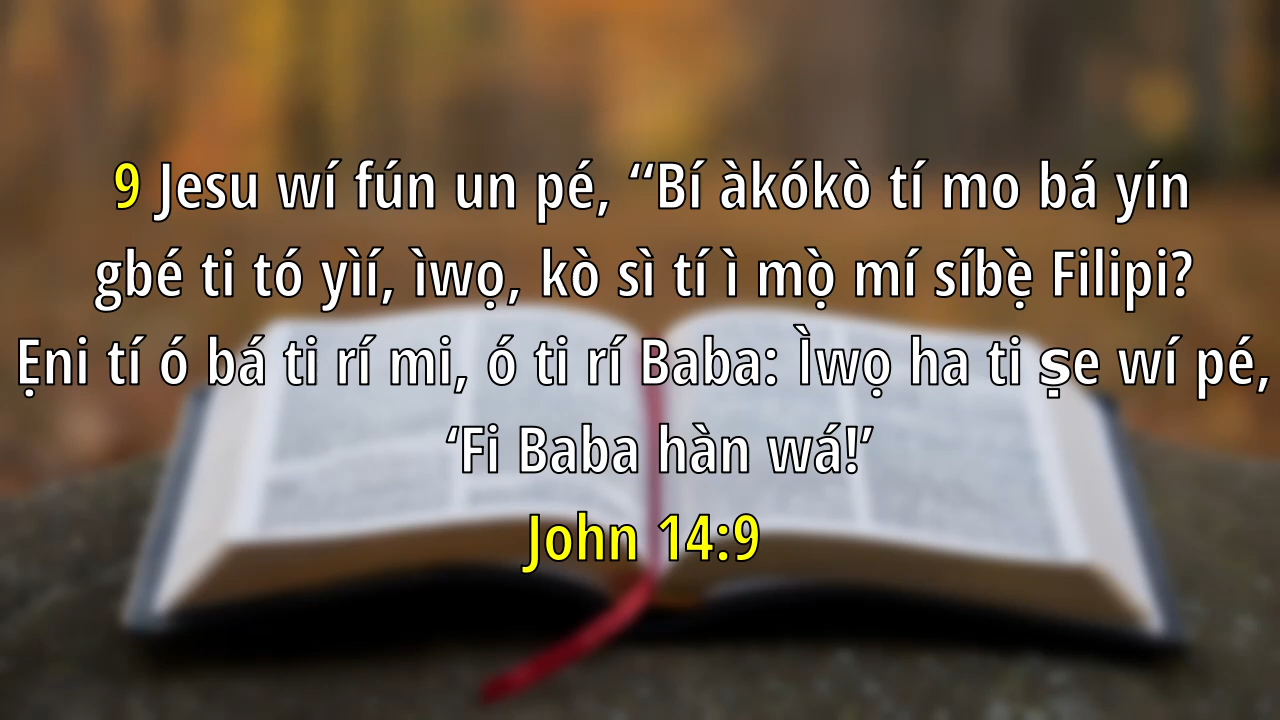 9 Jesu wí fún un pé, “Bí àkókò tí mo bá yín
gbé ti tó yìí, ìwọ, kò sì tí ì mọ̀ mí síbẹ̀ Filipi?
Ẹni tí ó bá ti rí mi, ó ti rí Baba: Ìwọ ha ti ṣe wí pé,
‘Fi Baba hàn wá!’
John 14:9